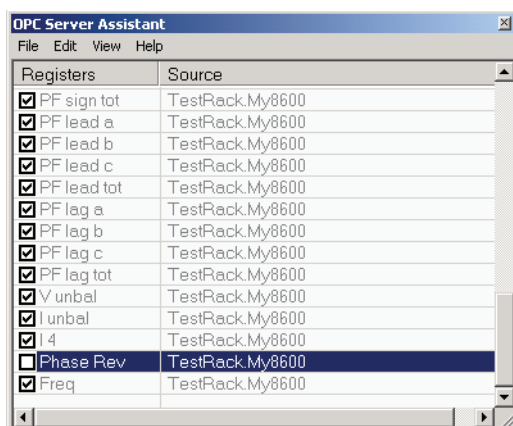 OPC Server Assistant
File Edit View Help
Registers Source
PF sign tot TestRack.My8600
PF lead a TestRack.My8600
PF lead b TestRack.My8600
PF lead c TestRack.My8600
PF lead tot TestRack.My8600
PF lag a TestRack.My8600
PF lag b TestRack.My8600
PF lag c TestRack.My8600
PF lag tot TestRack.My8600
V unbal TestRack.My8600
I unbal TestRack.My8600
I 4 TestRack.My8600
Phase Rev TestRack.My8600
Freq TestRack.My8600